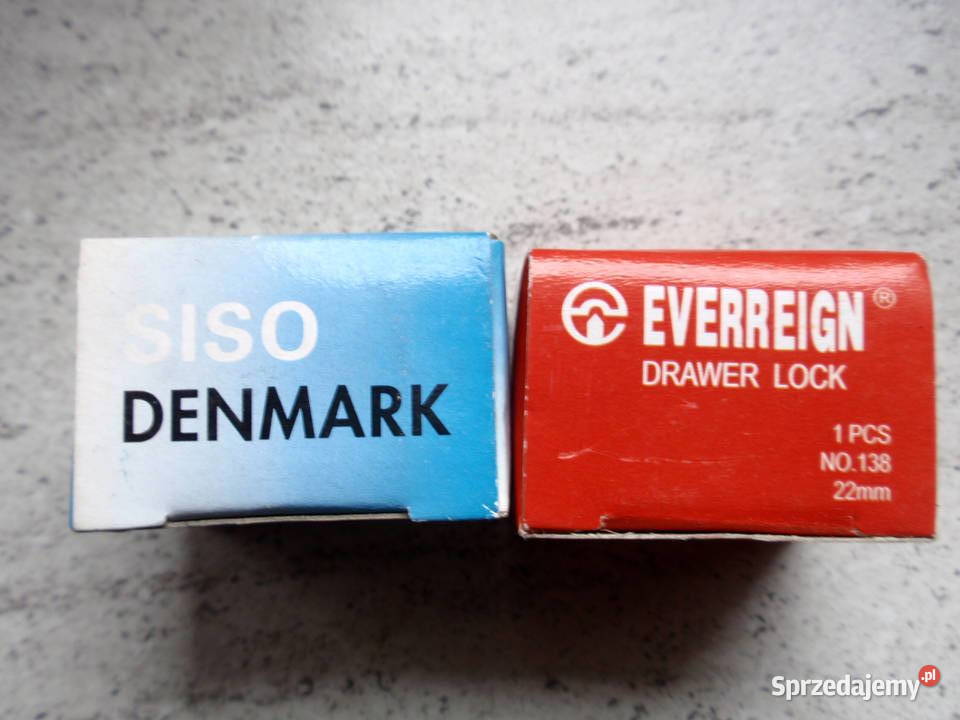 SISO
DENMARK
EVERREIGN ®
DRAWER LOCK
1 PCS
NO.138
22mm
Sprzedajemy.pl